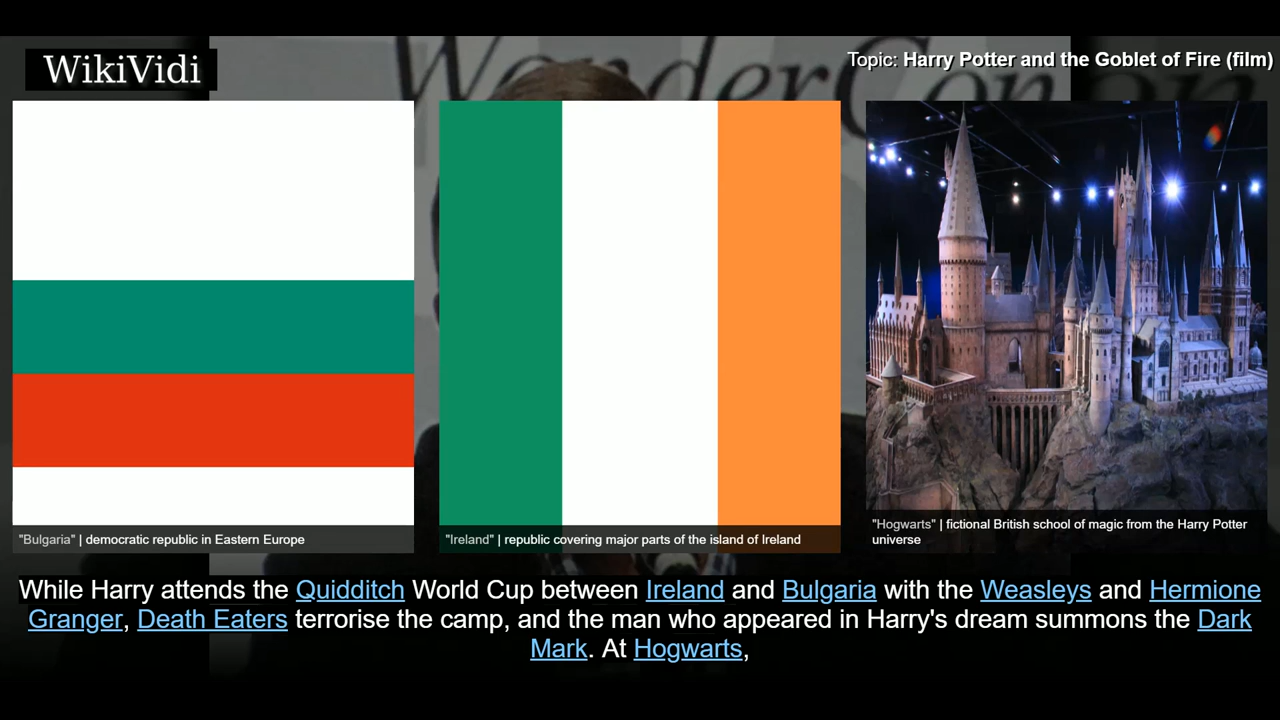 WikiVidi
Topic: Harry Potter and the Goblet of Fire (film)
WonderCon
"Bulgaria" | democratic republic in Eastern Europe
"Ireland" | republic covering major parts of the island of Ireland
"Hogwarts" | fictional British school of magic from the Harry Potter
universe
While Harry attends the Quidditch World Cup between Ireland and Bulgaria with the Weasleys and Hermione
Granger, Death Eaters terrorise the camp, and the man who appeared in Harry's dream summons the Dark
Mark. At Hogwarts,